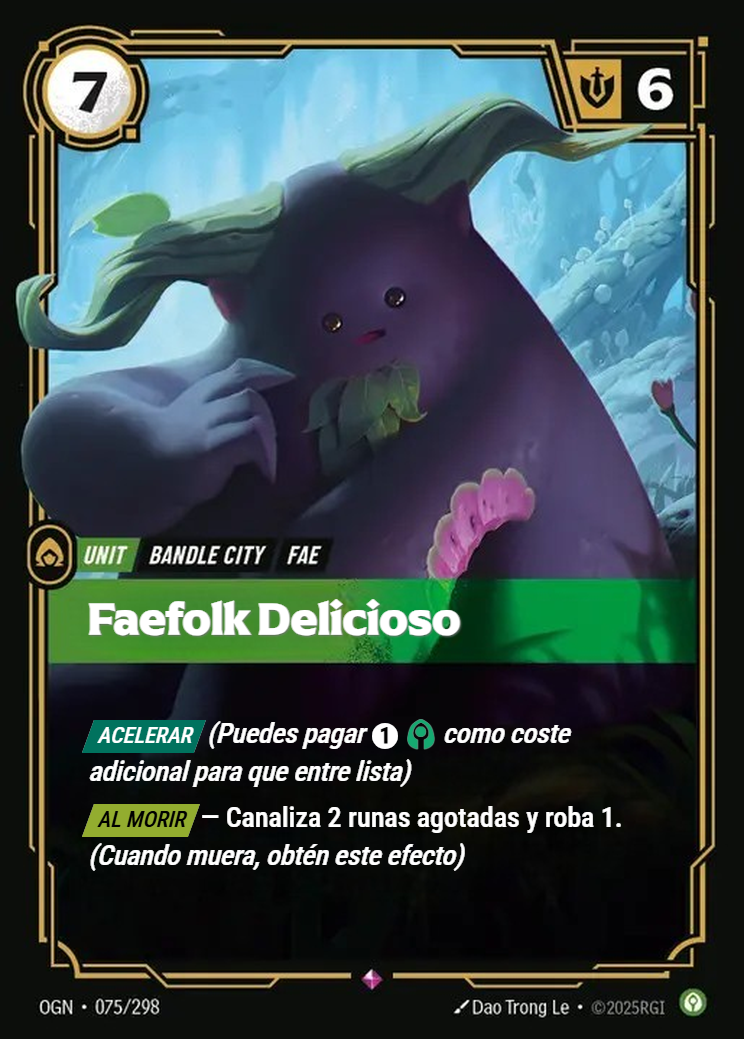 7
6
UNIT BANDLE CITY FAE
Faefolk Delicioso
ACELERAR (Puedes pagar 1 como coste
adicional para que entre lista)
AL MORIR — Canaliza 2 runas agotadas y roba 1.
(Cuando muera, obtén este efecto)
OGN • 075/298 Dao Trong Le • ©2025RGI